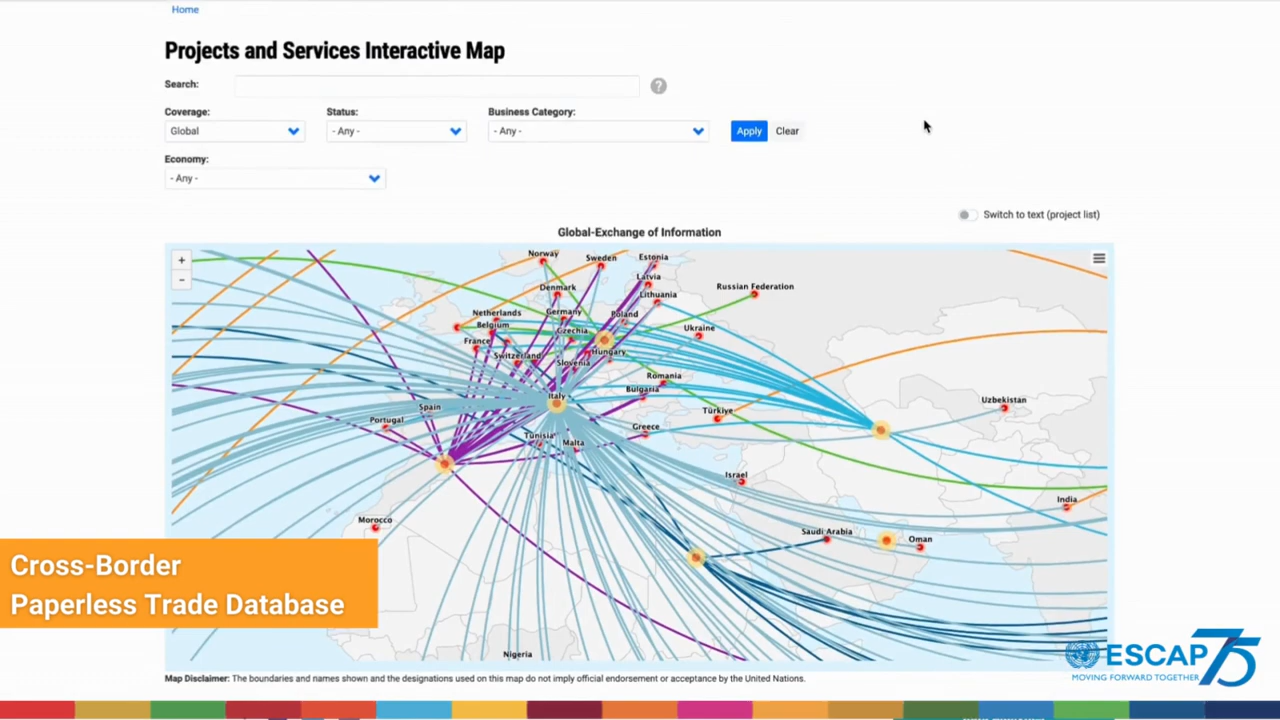 Home
Projects and Services Interactive Map
Search:
?
Coverage:
Status:
Business Category:
Global
- Any -
- Any -
Apply
Clear
Economy:
- Any -
Switch to text (project list)
Global-Exchange of Information
+
-
Norway
Sweden
Estonia
Latvia
Denmark
Russian Federation
Lithuania
Netherlands
Germany
Poland
Belgium
Czechia
Ukraine
France
Switzerland
Hungary
Slovenia
Romania
Bulgaria
Italy
Uzbekistan
Spain
Türkiye
Portugal
Greece
Tunisia
Malta
Israel
India
Morocco
Saudi Arabia
Oman
Nigeria
Cross-Border
Paperless Trade Database
ESCAP 75
MOVING FORWARD TOGETHER
Map Disclaimer: The boundaries and names shown and the designations used on this map do not imply official endorsement or acceptance by the United Nations.